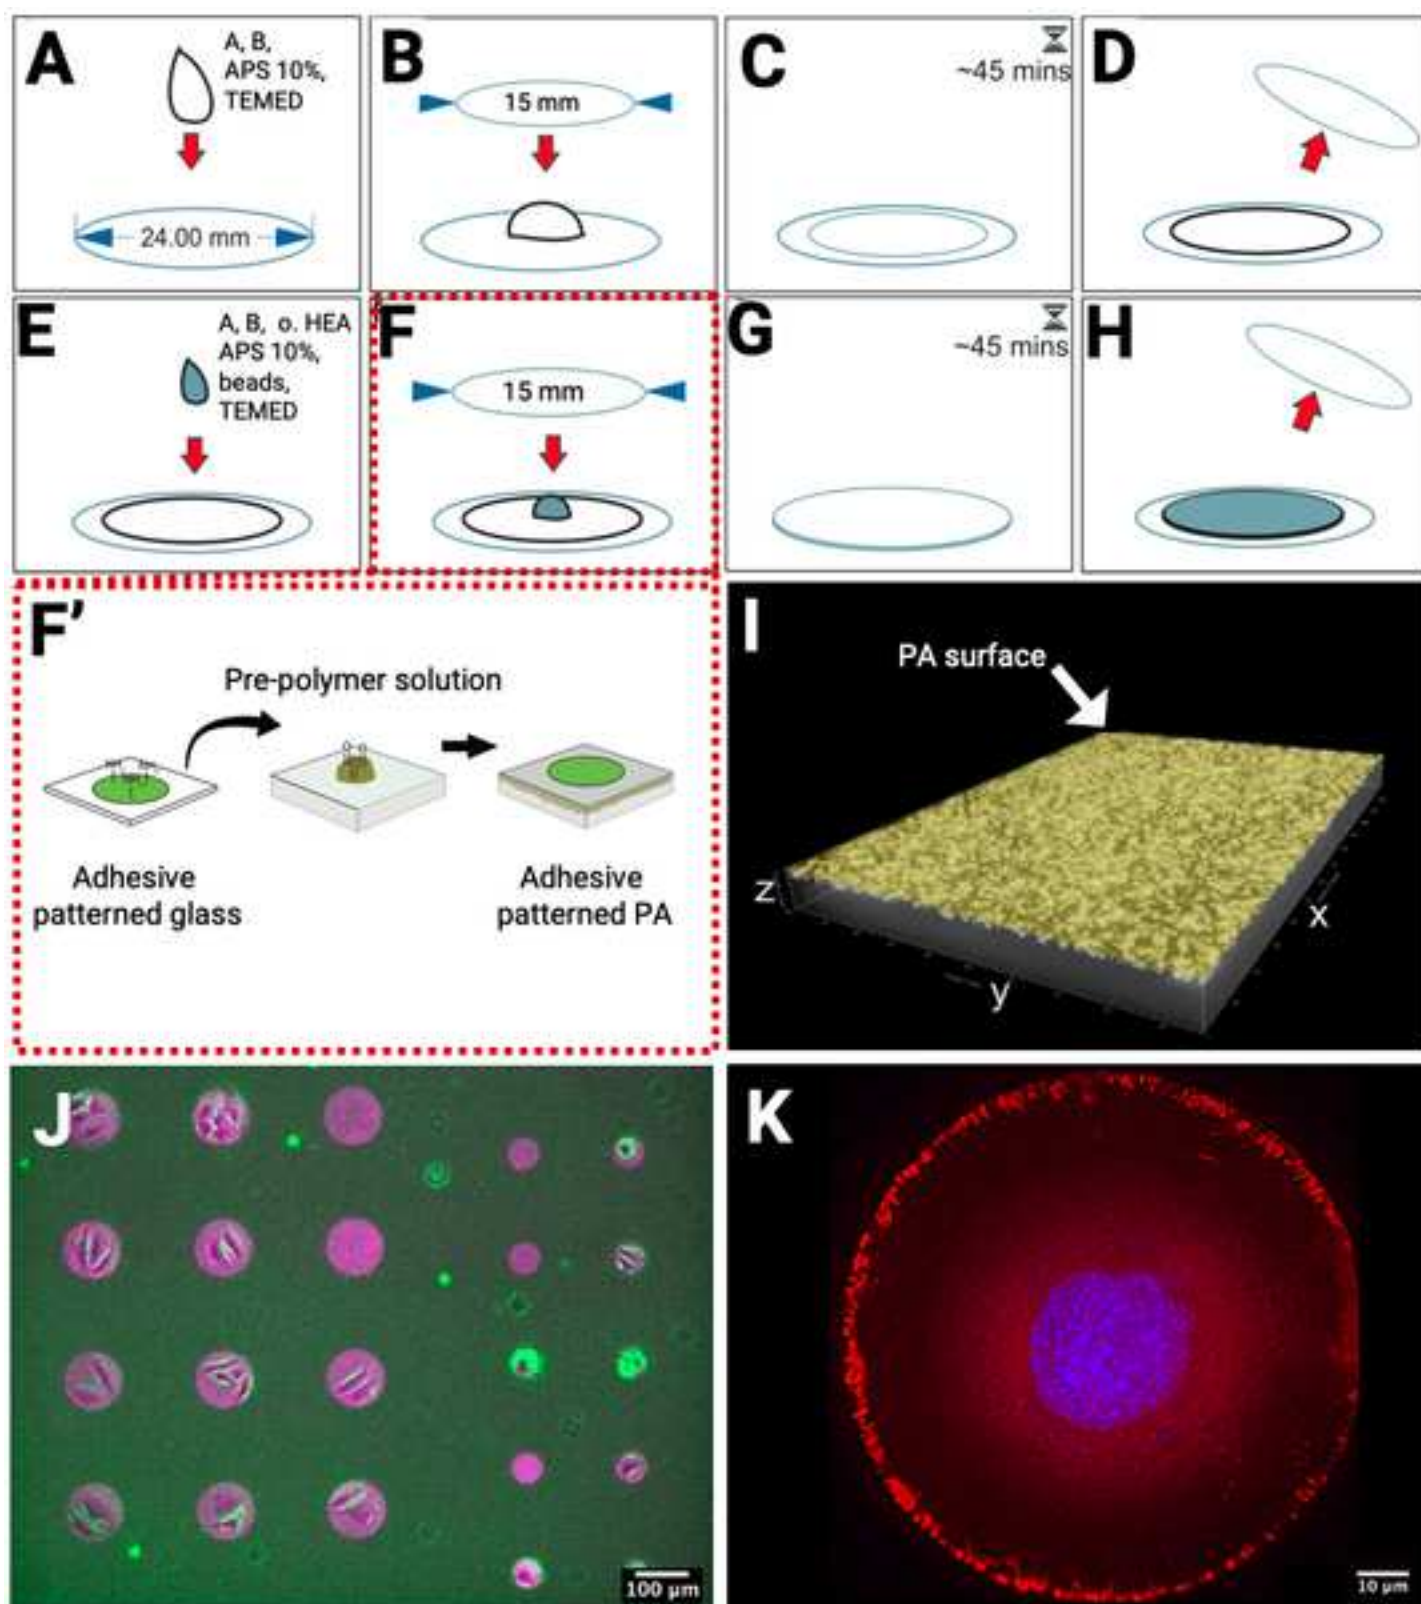 A
A, B,
APS 10%,
TEMED
24.00 mm
B
15 mm
C
~45 mins
D
E
A, B, o. HEA
APS 10%,
beads,
TEMED
F
15 mm
G
~45 mins
H
F'
Pre-polymer solution
Adhesive
patterned glass
Adhesive
patterned PA
I
PA surface
z
y
x
J
100 µm
K
10 µm